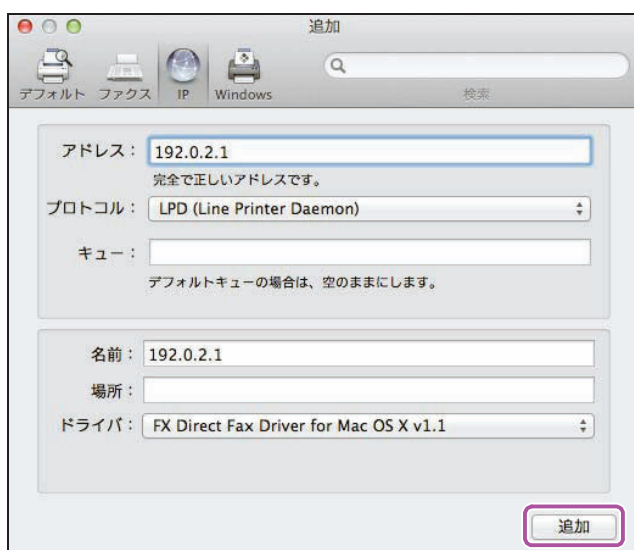 追加
デフォルト ファクス IP Windows 検索
アドレス： 192.0.2.1
完全で正しいアドレスです。
プロトコル： LPD (Line Printer Daemon)
キュー：
デフォルトキューの場合は、空のままにします。
名前： 192.0.2.1
場所：
ドライバ： FX Direct Fax Driver for Mac OS X v1.1
追加